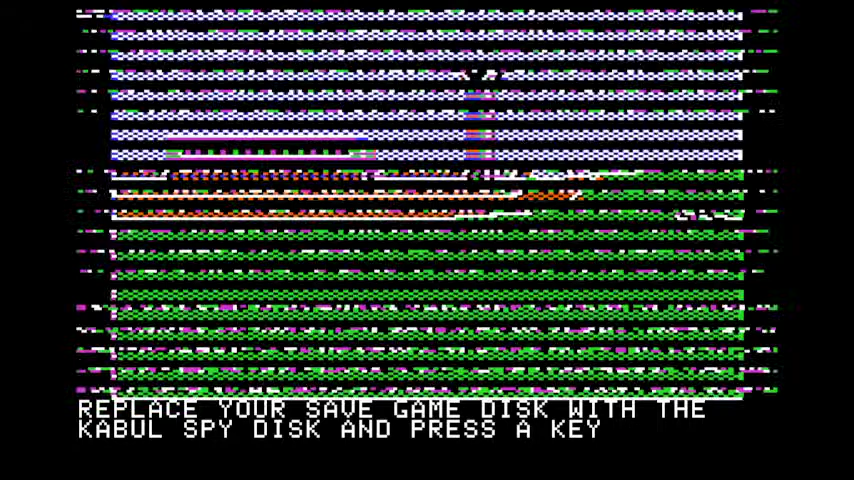 REPLACE YOUR SAVE GAME DISK WITH THE
KABUL SPY DISK AND PRESS A KEY